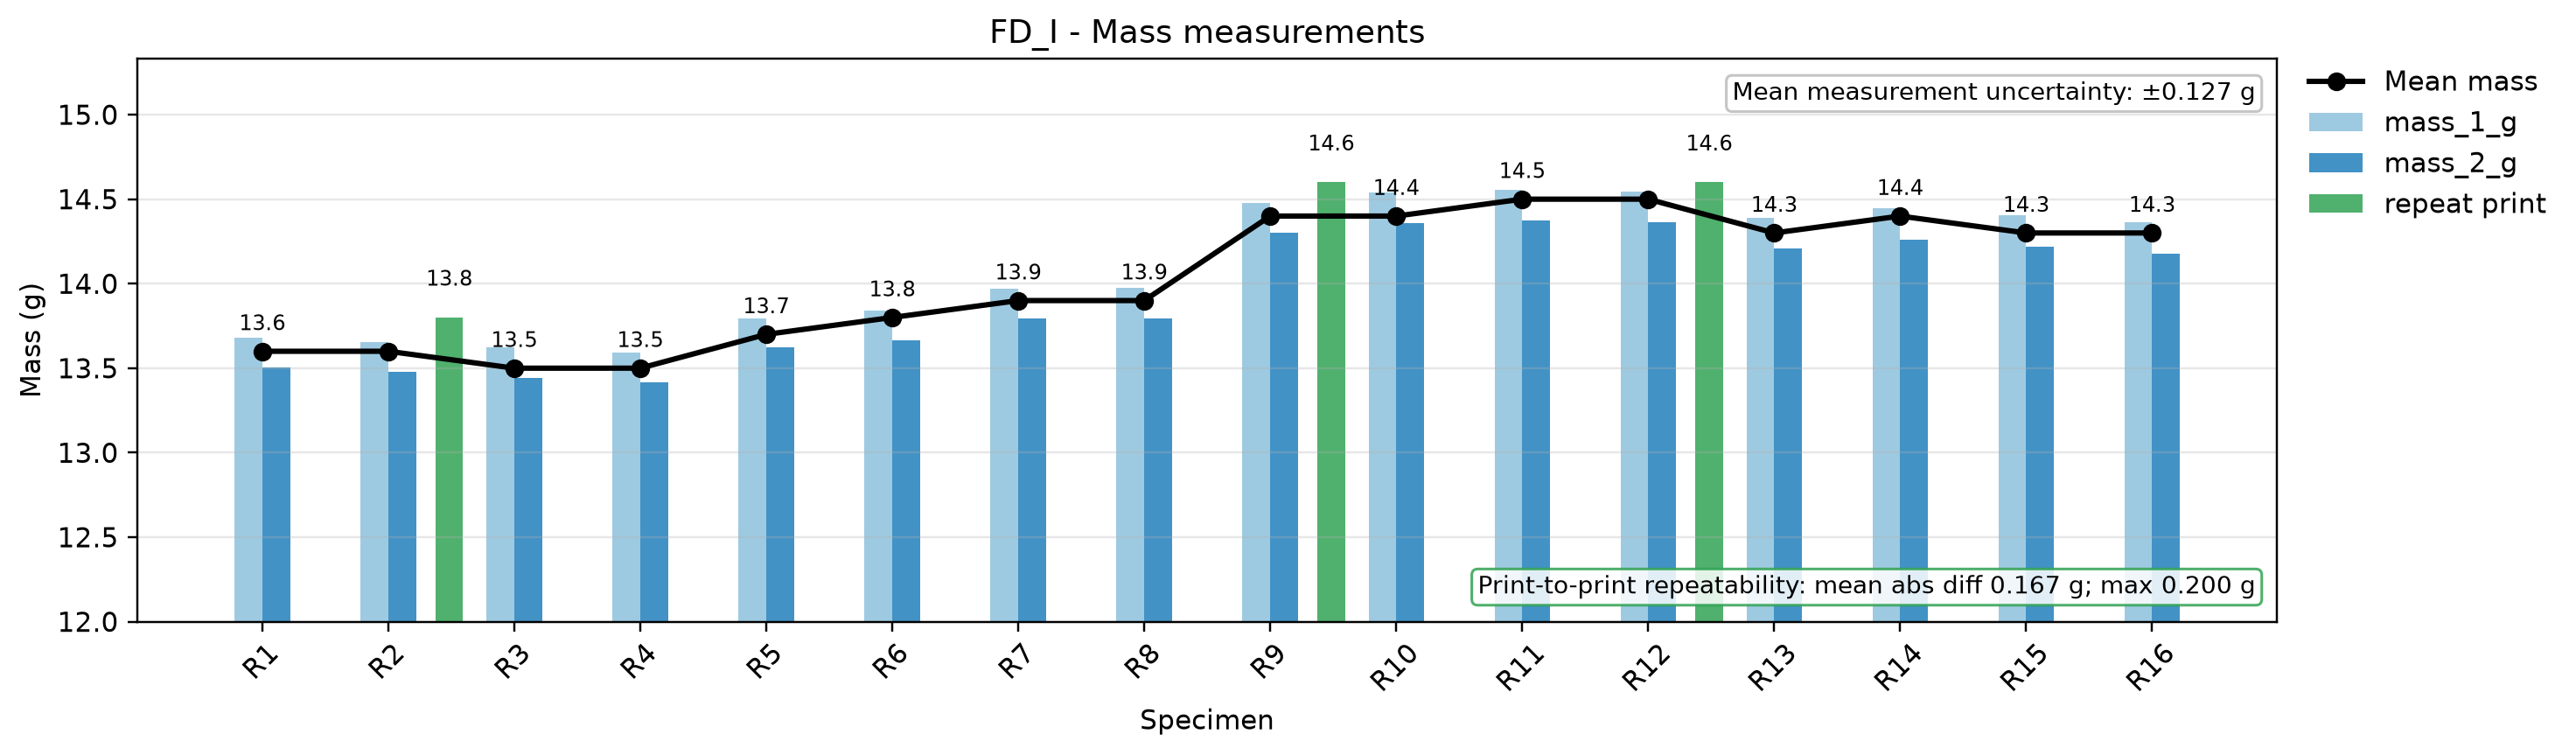 FD_I - Mass measurements
Mean measurement uncertainty: ±0.127 g
Mean mass
mass_1_g
mass_2_g
repeat print
Mass (g)
15.0
14.5
14.0
13.5
13.0
12.5
12.0
13.6
13.8
13.5
13.5
13.7
13.8
13.9
13.9
14.6
14.4
14.5
14.6
14.3
14.4
14.3
14.3
Print-to-print repeatability: mean abs diff 0.167 g; max 0.200 g
R1
R2
R3
R4
R5
R6
R7
R8
R9
R10
R11
R12
R13
R14
R15
R16
Specimen